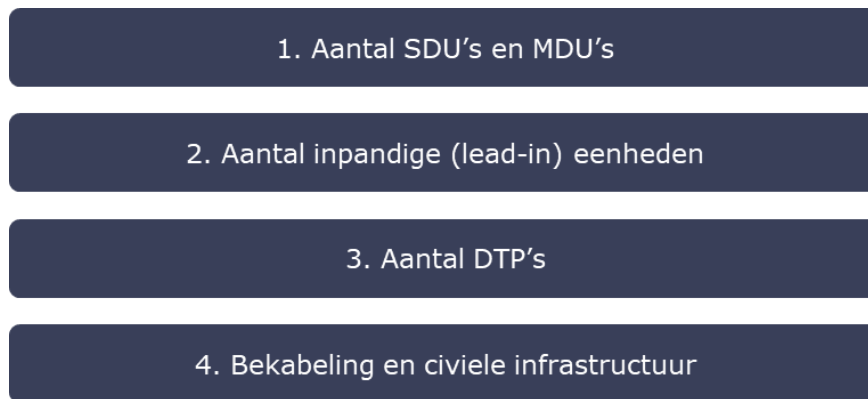 1. Aantal SDU’s en MDU’s
2. Aantal inpandige (lead-in) eenheden
3. Aantal DTP’s
4. Bekabeling en civiele infrastructuur